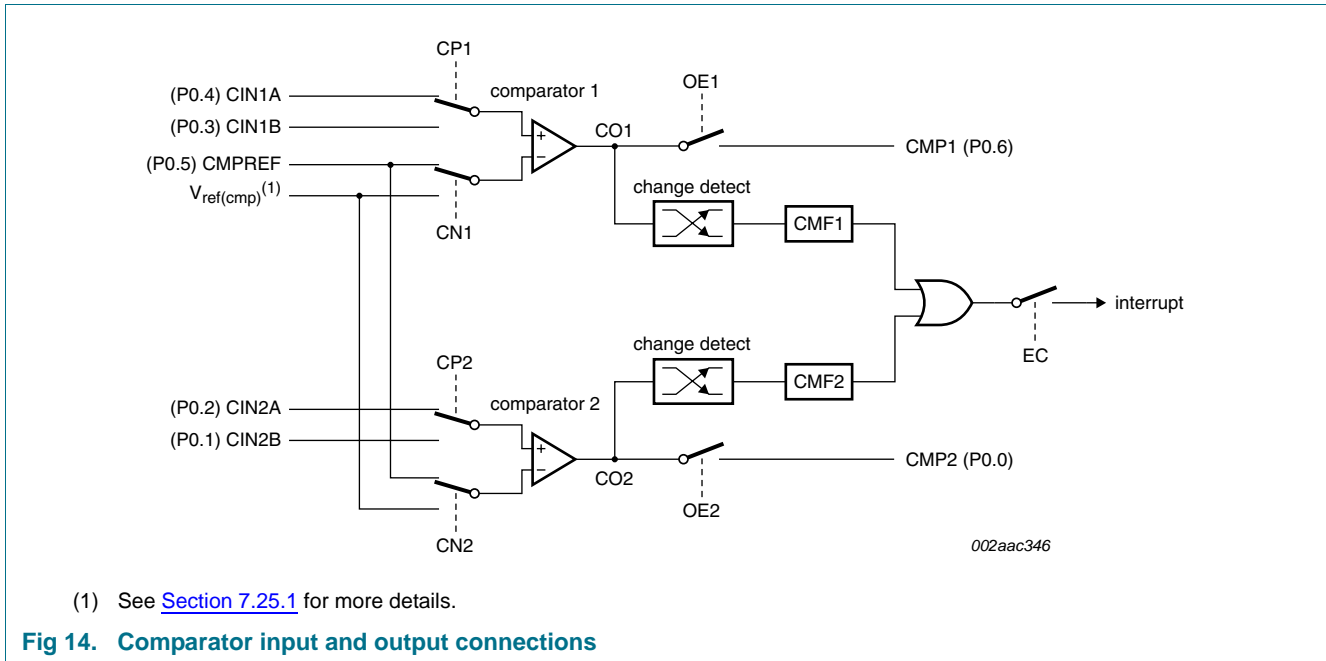 CP1
OE1
comparator 1
(P0.4) CIN1A
(P0.3) CIN1B
CO1
(P0.5) CMPREF
CMP1 (P0.6)
Vref(cmp)(1)
change detect
CN1
CMF1
interrupt
change detect
EC
CP2
CMF2
(P0.2) CIN2A
comparator 2
(P0.1) CIN2B
CMP2 (P0.0)
CO2
OE2
CN2
002aac346
(1) See Section 7.25.1 for more details.
Fig 14. Comparator input and output connections
+
−
+
−